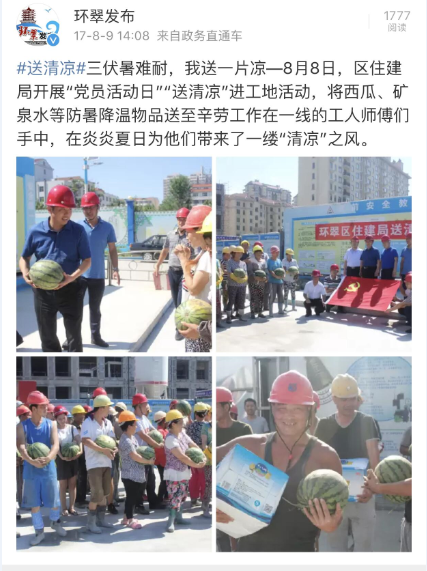 环翠发布
1777
17-8-9 14:08 来自政务直通车
阅读
#送清凉#三伏暑难耐，我送一片凉—8月8日，区住建
局开展“党员活动日”“送清凉”进工地活动，将西瓜、矿
泉水等防暑降温物品送至辛劳工作在一线的工人师傅们
手中，在炎炎夏日为他们带来了一缕“清凉”之风。
安全教
环翠区住建局送清